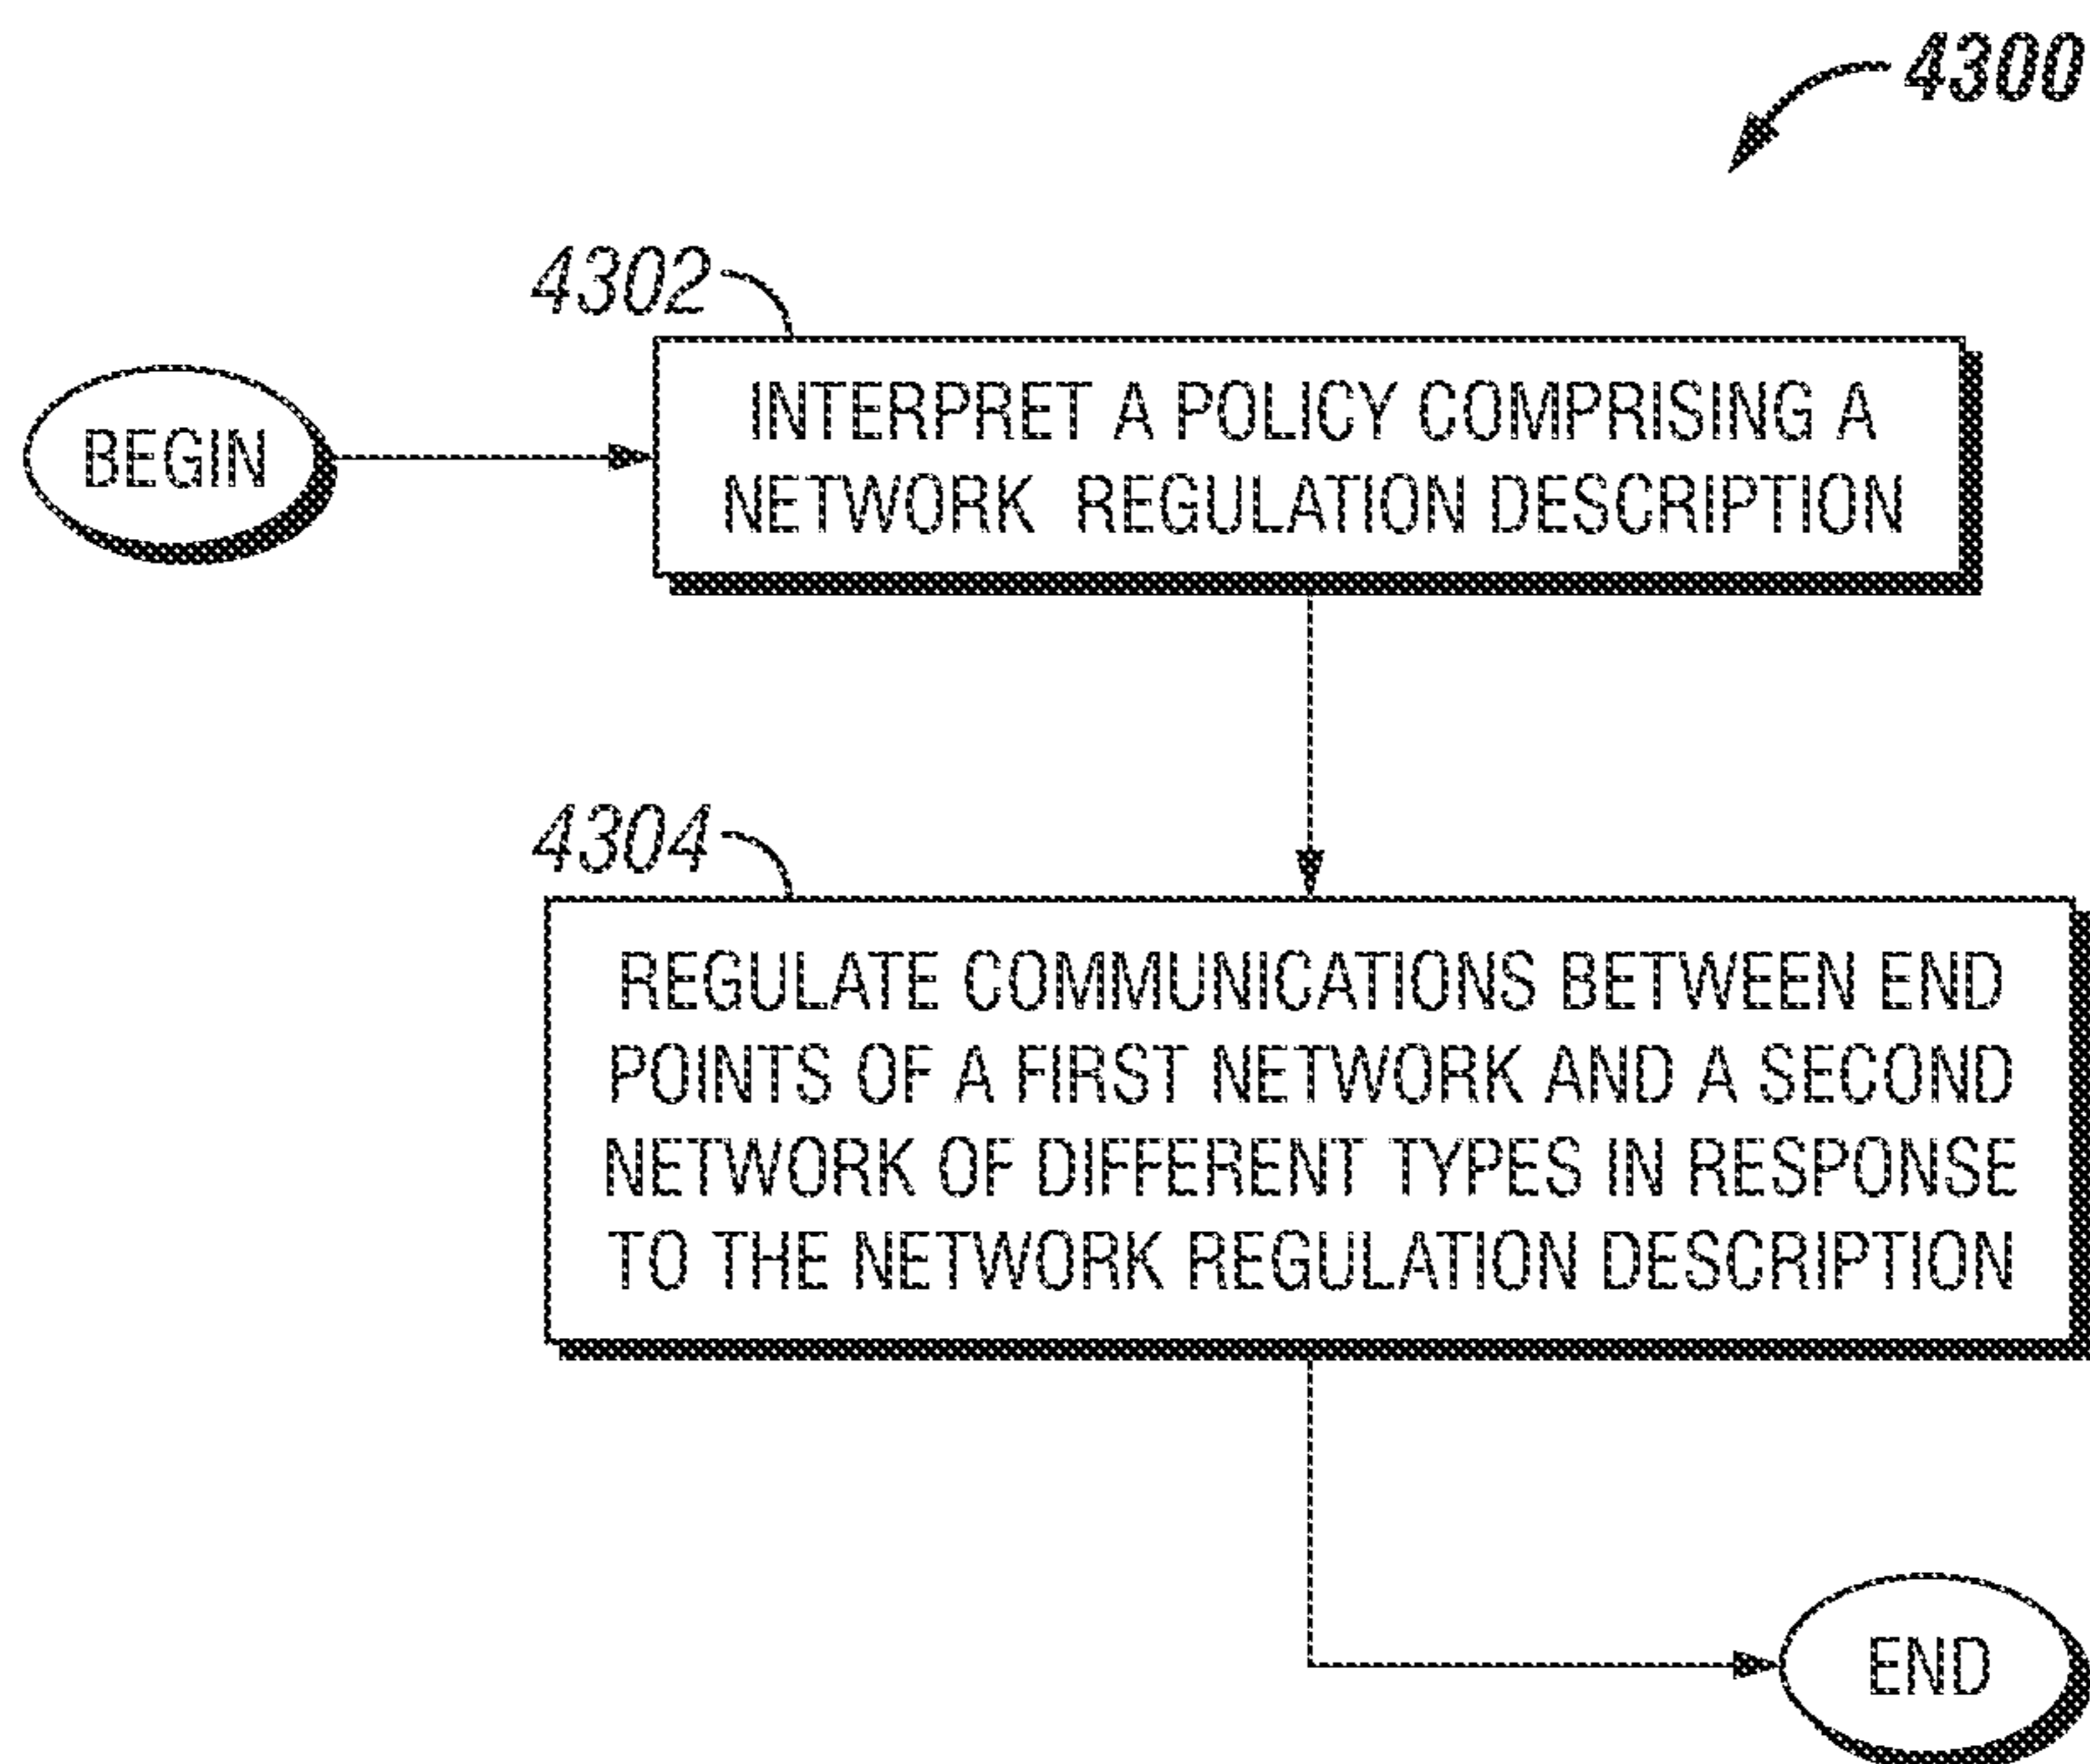 4300
4302
BEGIN
INTERPRET A POLICY COMPRISING A
NETWORK REGULATION DESCRIPTION
4304
REGULATE COMMUNICATIONS BETWEEN END
POINTS OF A FIRST NETWORK AND A SECOND
NETWORK OF DIFFERENT TYPES IN RESPONSE
TO THE NETWORK REGULATION DESCRIPTION
END